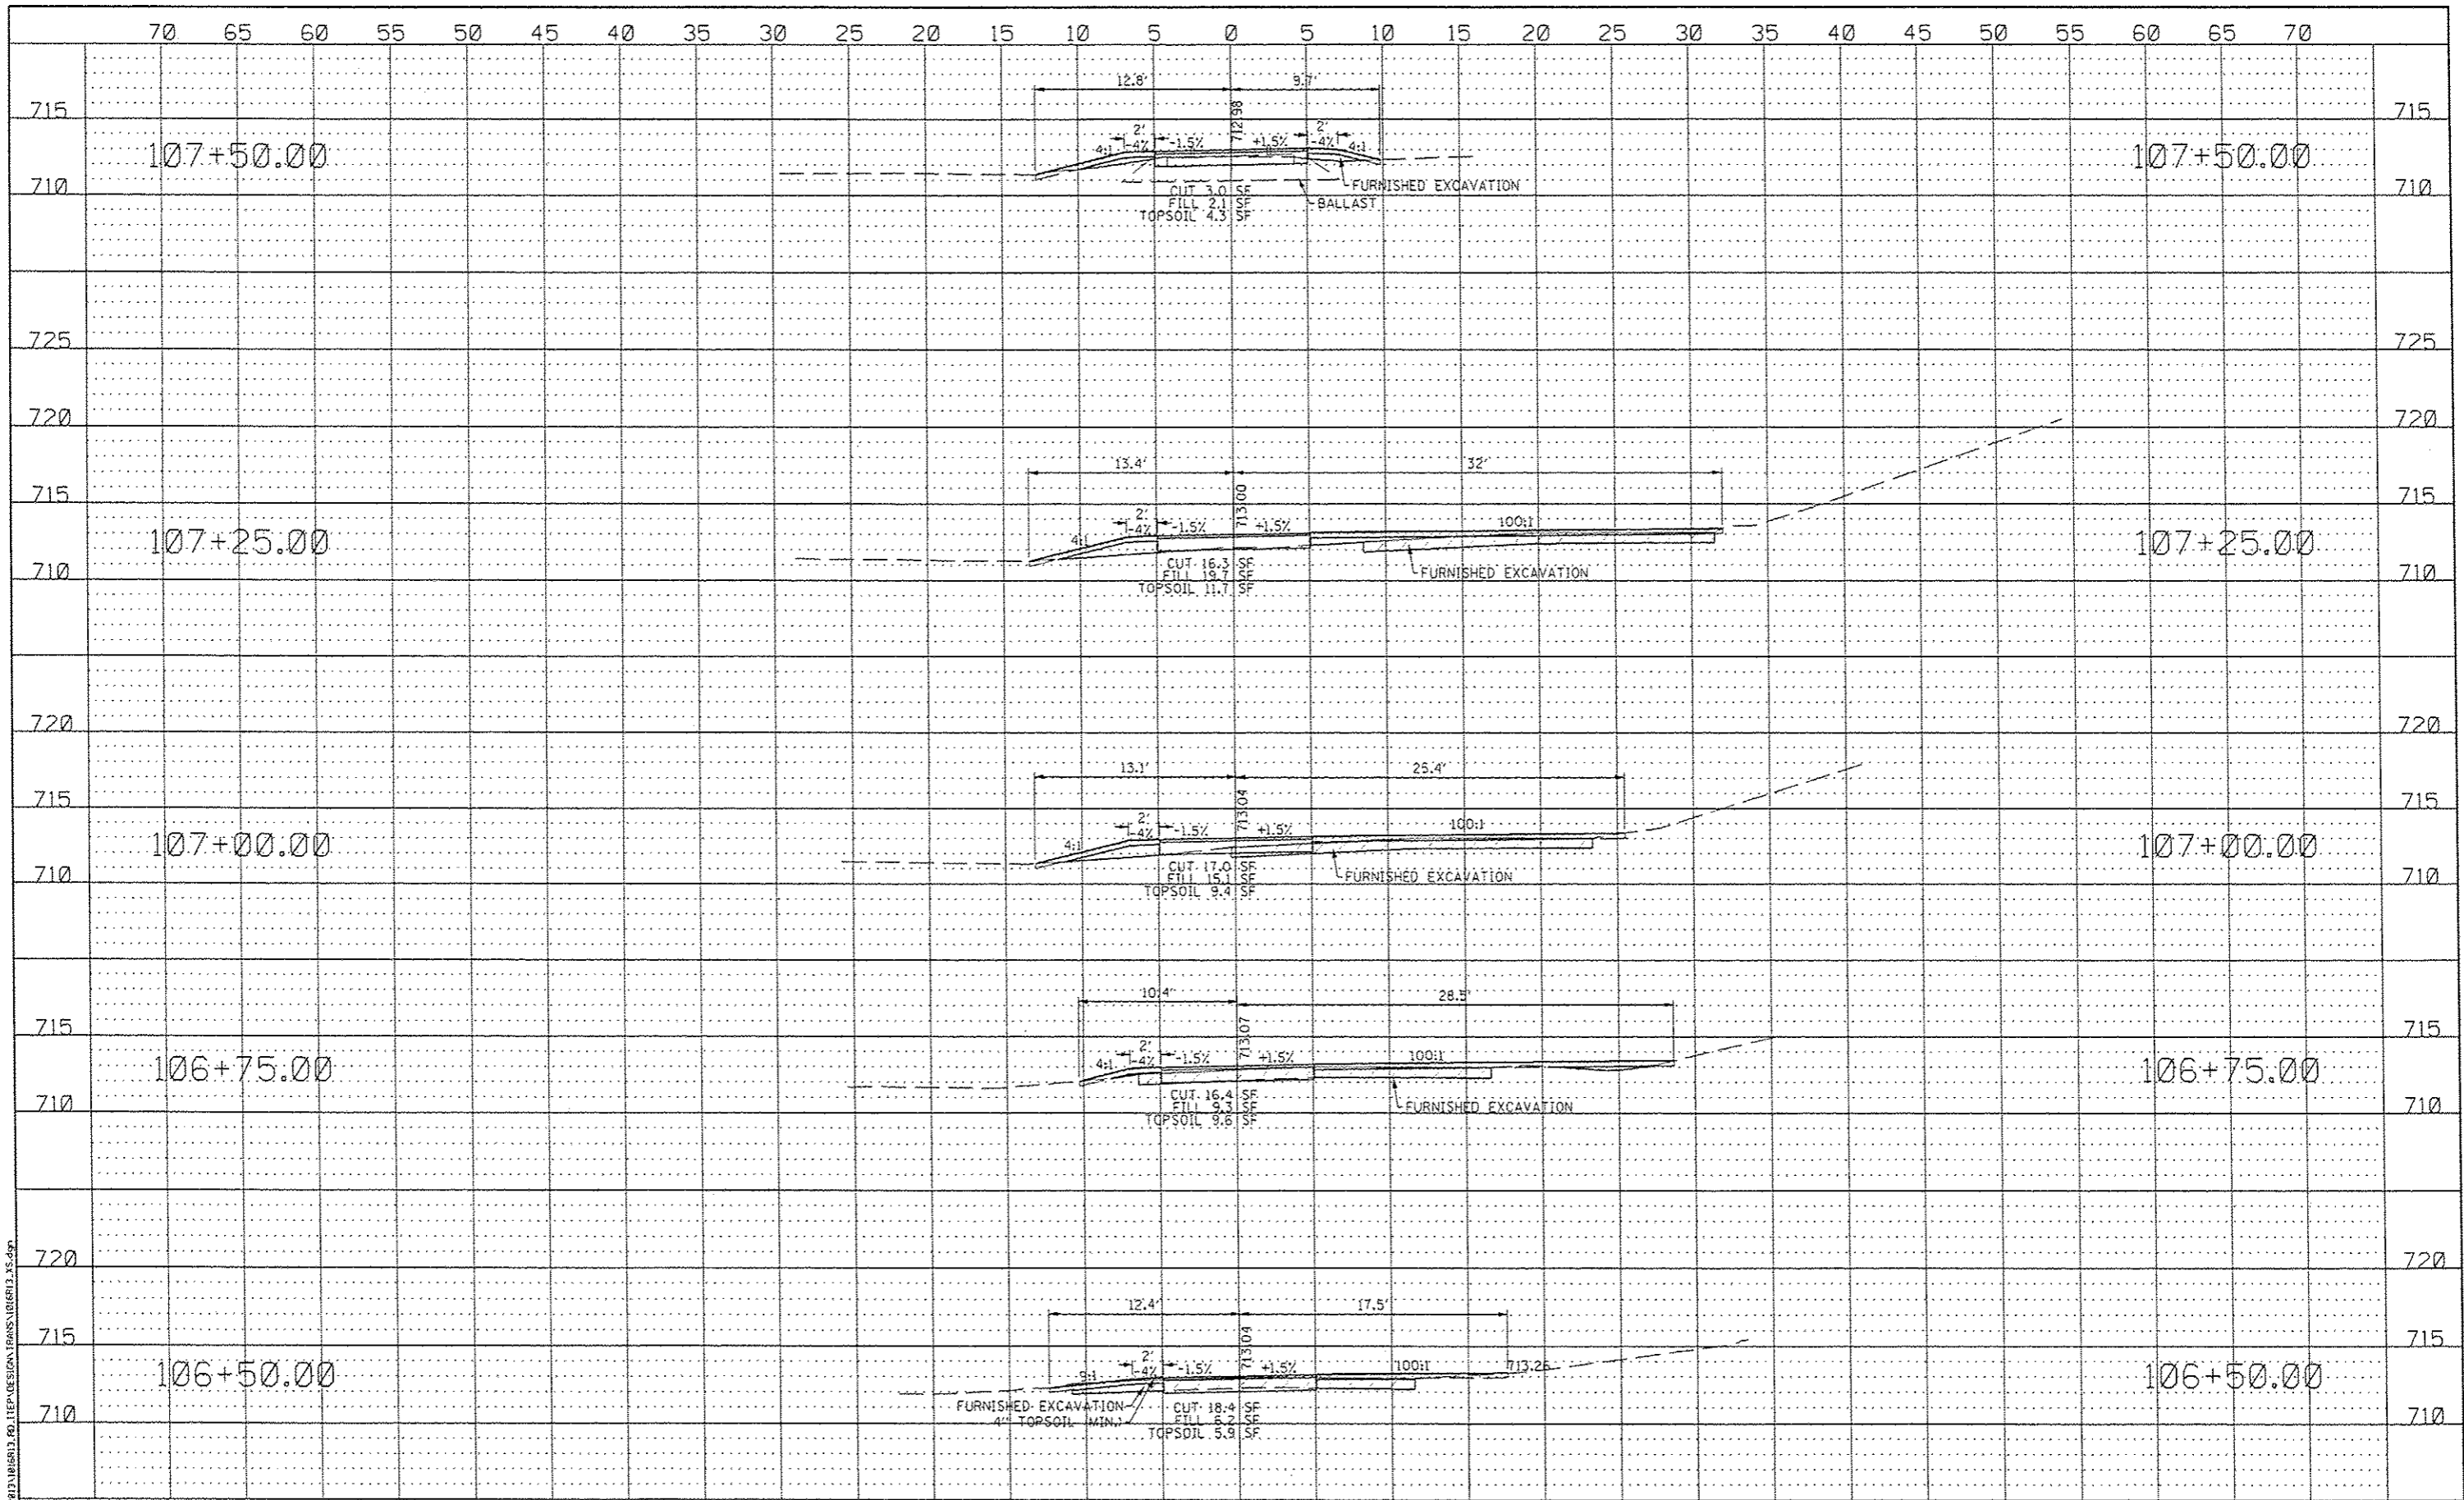 70 65 60 55 50 45 40 35 30 25 20 15 10 5 0 5 10 15 20 25 30 35 40 45 50 55 60 65 70
12.8' 9.7'
715 712.98 715
2' 2'
4:1 -4% -1.5% +1.5% -4% 4:1
107+50.00 107+50.00
FURNISHED EXCAVATION
710 CUT 3.0 SF 710
FILL 2.1 SF BALLAST
TOPSOIL 4.3 SF
725 725
720 720
13.4' 32'
715 713.00 715
2'
4:1 -4% -1.5% +1.5% 100:1
107+25.00 107+25.00
CUT 16.3 SF
710 FILL 19.7 SF FURNISHED EXCAVATION 710
TOPSOIL 11.7 SF
720 720
13.1' 25.4'
715 713.04 715
2'
4:1 -4% -1.5% +1.5% 100:1
107+00.00 107+00.00
CUT 17.0 SF
710 FILL 15.1 SF FURNISHED EXCAVATION 710
TOPSOIL 9.4 SF
10.4' 28.5'
715 713.07 715
2'
4:1 -4% -1.5% +1.5% 100:1
106+75.00 106+75.00
CUT 16.4 SF
710 FILL 9.3 SF FURNISHED EXCAVATION 710
TOPSOIL 9.6 SF
720 720
12.4' 17.5'
715 713.04 715
2'
9:1 -4% -1.5% +1.5% 100:1 713.26
106+50.00 106+50.00
FURNISHED EXCAVATION CUT 18.4 SF
710 4" TOPSOIL (MIN.) FILL 6.2 SF 710
TOPSOIL 5.9 SF